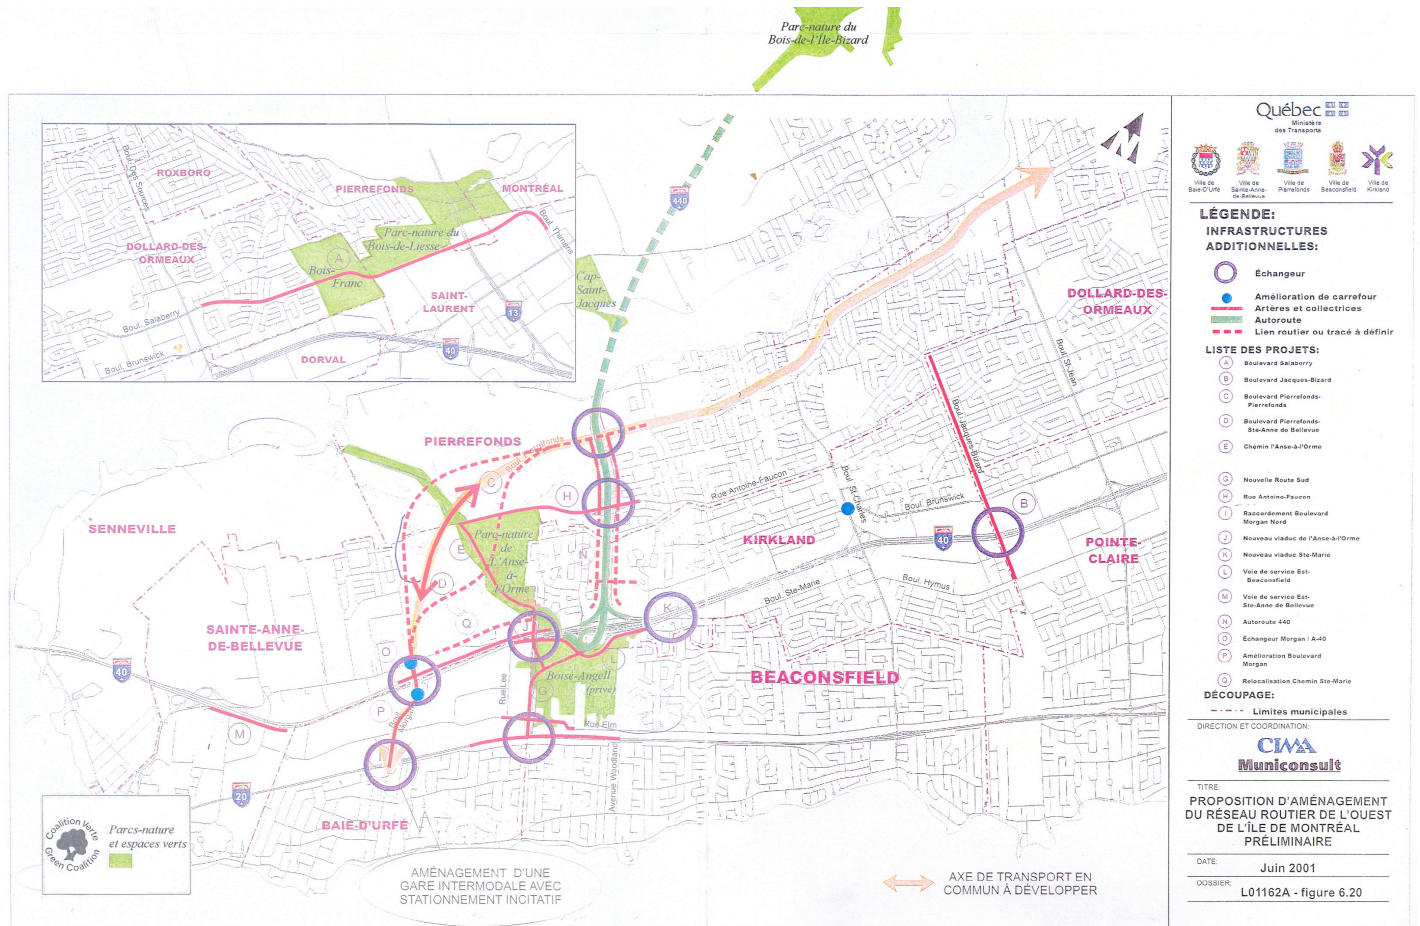 Parc-nature du
Bois-de-l'Île-Bizard
ROXBORO
PIERREFONDS
MONTRÉAL
Boul. Des Sources
Boul. Thimens
Parc-nature du
Bois-de-Liesse
DOLLARD-DES-
ORMEAUX
A
Bois-
Franc
SAINT-
LAURENT
13
Boul. Salaberry
Boul. Brunswick
40
DORVAL
440
Cap-
Saint-
Jacques
DOLLARD-DES-
ORMEAUX
Boul. St-Jean
Boul. Jacques-Bizard
PIERREFONDS
Boul. Pierrefonds
C
H
Rue Antoine-Faucon
Boul. St-Charles
Boul. Brunswick
B
SENNEVILLE
Parc-nature
de
L'Anse-
à-
l'Orme
E
N
KIRKLAND
40
POINTE-
CLAIRE
D
Boul. Ste-Marie
Boul. Hymus
K
Q
J
SAINTE-ANNE-
DE-BELLEVUE
O
L
40
Boisé-Angell
(privé)
BEACONSFIELD
Rue Lee
G
P
Boul. Morgan
Rue Elm
M
Avenue Woodland
20
BAIE-D'URFÉ
Coalition Verte
Green Coalition
Parcs-nature
et espaces verts
AMÉNAGEMENT D'UNE
GARE INTERMODALE AVEC
STATIONNEMENT INCITATIF
AXE DE TRANSPORT EN
COMMUN À DÉVELOPPER
Québec
Ministère
des Transports
Ville de
Baie-D'Urfé
Ville de
Sainte-Anne-
de-Bellevue
Ville de
Pierrefonds
Ville de
Beaconsfield
Ville de
Kirkland
LÉGENDE:
INFRASTRUCTURES
ADDITIONNELLES:
Échangeur
Amélioration de carrefour
Artères et collectrices
Autoroute
Lien routier ou tracé à définir
LISTE DES PROJETS:
A Boulevard Salaberry
B Boulevard Jacques-Bizard
C Boulevard Pierrefonds-
Pierrefonds
D Boulevard Pierrefonds-
Ste-Anne de Bellevue
E Chemin l'Anse-à-l'Orme
G Nouvelle Route Sud
H Rue Antoine-Faucon
I Raccordement Boulevard
Morgan Nord
J Nouveau viaduc de l'Anse-à-l'Orme
K Nouveau viaduc Ste-Marie
L Voie de service Est-
Beaconsfield
M Voie de service Est-
Ste-Anne de Bellevue
N Autoroute 440
O Échangeur Morgan / A-40
P Amélioration Boulevard
Morgan
Q Relocalisation Chemin Ste-Marie
DÉCOUPAGE:
Limites municipales
DIRECTION ET COORDINATION:
CIMA
Municonsult
TITRE:
PROPOSITION D'AMÉNAGEMENT
DU RÉSEAU ROUTIER DE L'OUEST
DE L'ÎLE DE MONTRÉAL
PRÉLIMINAIRE
DATE:
Juin 2001
DOSSIER:
L01162A - figure 6.20